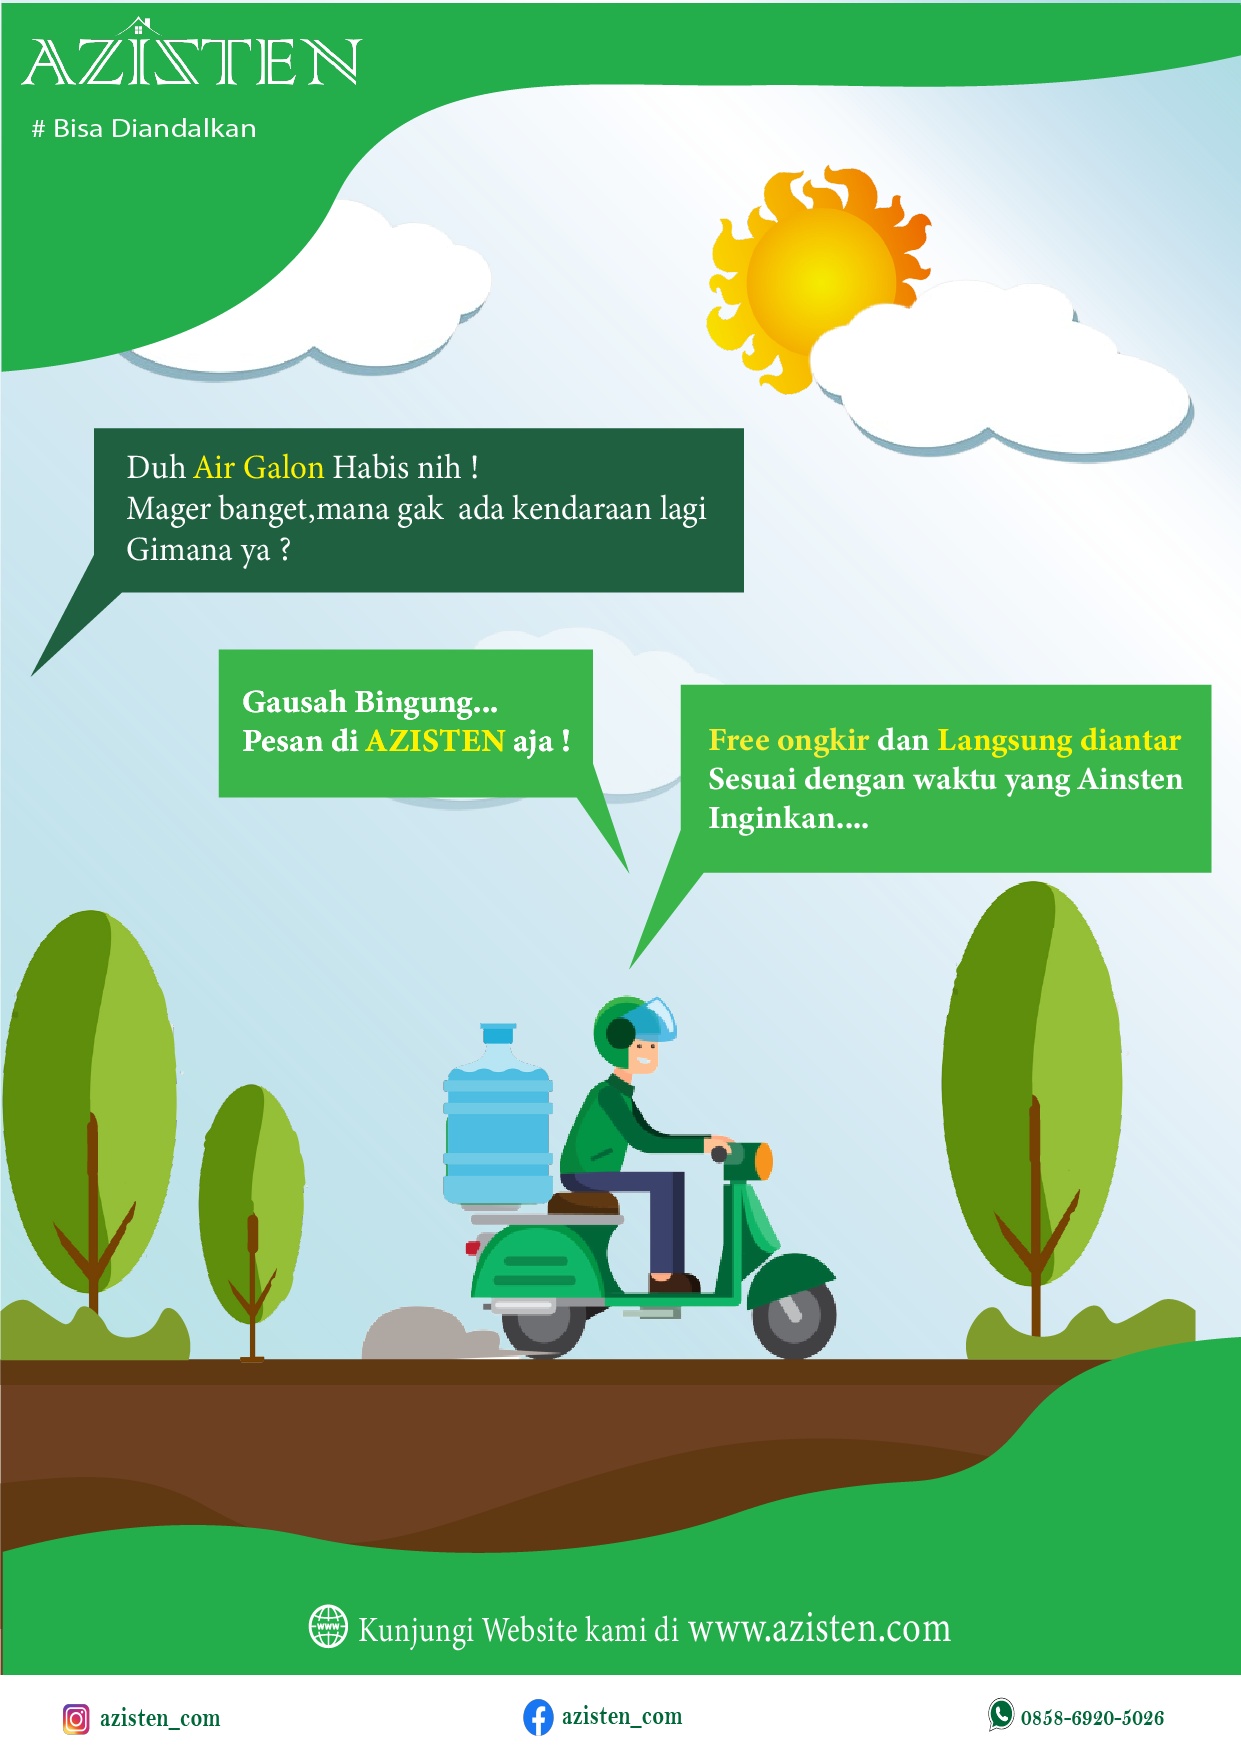 AZISTEN
# Bisa Diandalkan
Duh Air Galon Habis nih !
Mager banget,mana gak ada kendaraan lagi
Gimana ya ?
Gausah Bingung...
Pesan di AZISTEN aja !
Free ongkir dan Langsung diantar
Sesuai dengan waktu yang Ainsten
Inginkan....
www Kunjungi Website kami di www.azisten.com
azisten_com
azisten_com
0858-6920-5026